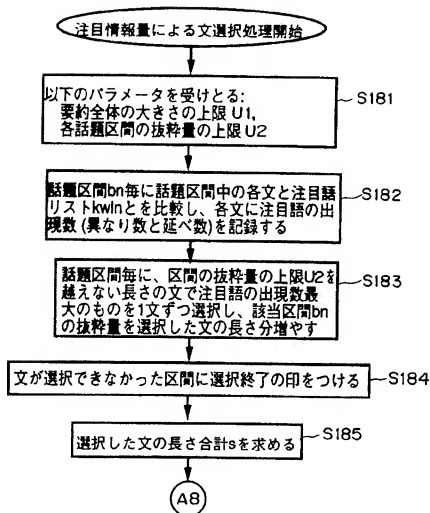 注目情報量による文選択処理開始
以下のパラメータを受けとる:
要約全体の大きさの上限 U1,
各話題区間の抜粋量の上限 U2
S181
話題区間bn毎に話題区間中の各文と注目語
リストkwlnとを比較し、各文に注目語の出
現数 (異なり数と延べ数) を記録する
S182
話題区間毎に、区間の抜粋量の上限U2を
越えない長さの文で注目語の出現数最
大のものを1文ずつ選択し、該当区間bn
の抜粋量を選択した文の長さ分増やす
S183
文が選択できなかった区間に選択終了の印をつける
S184
選択した文の長さ合計sを求める
S185
A8